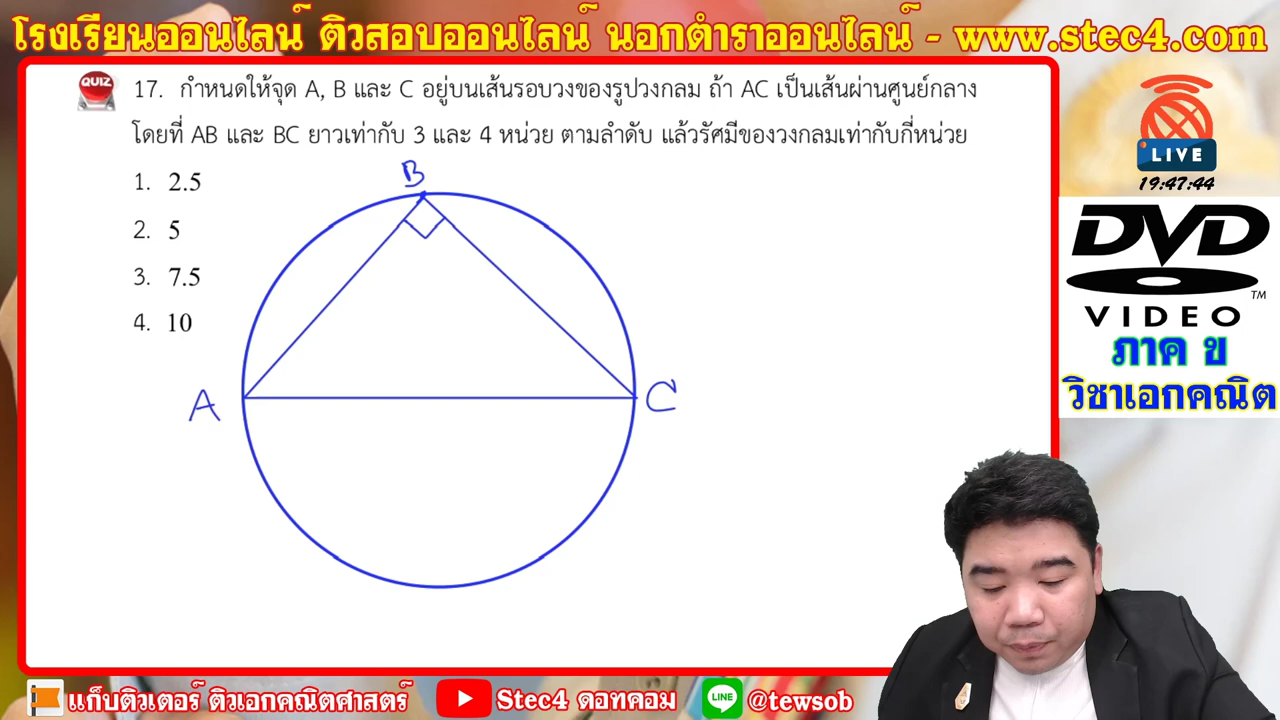 โรงเรียนออนไลน์ ติวสอบออนไลน์ นอกตำราออนไลน์ - www.stec4.com
QUIZ
17. กำหนดให้จุด A, B และ C อยู่บนเส้นรอบวงของรูปวงกลม ถ้า AC เป็นเส้นผ่านศูนย์กลาง
โดยที่ AB และ BC ยาวเท่ากับ 3 และ 4 หน่วย ตามลำดับ แล้วรัศมีของวงกลมเท่ากับกี่หน่วย
1. 2.5
2. 5
3. 7.5
4. 10
B
A
C
LIVE
19:47:44
DVD
TM
VIDEO
ภาค ข
วิชาเอกคณิต
แก๊บติวเตอร์ ติวเอกคณิตศาสตร์
Stec4 ดอทคอม
LINE
@tewsob